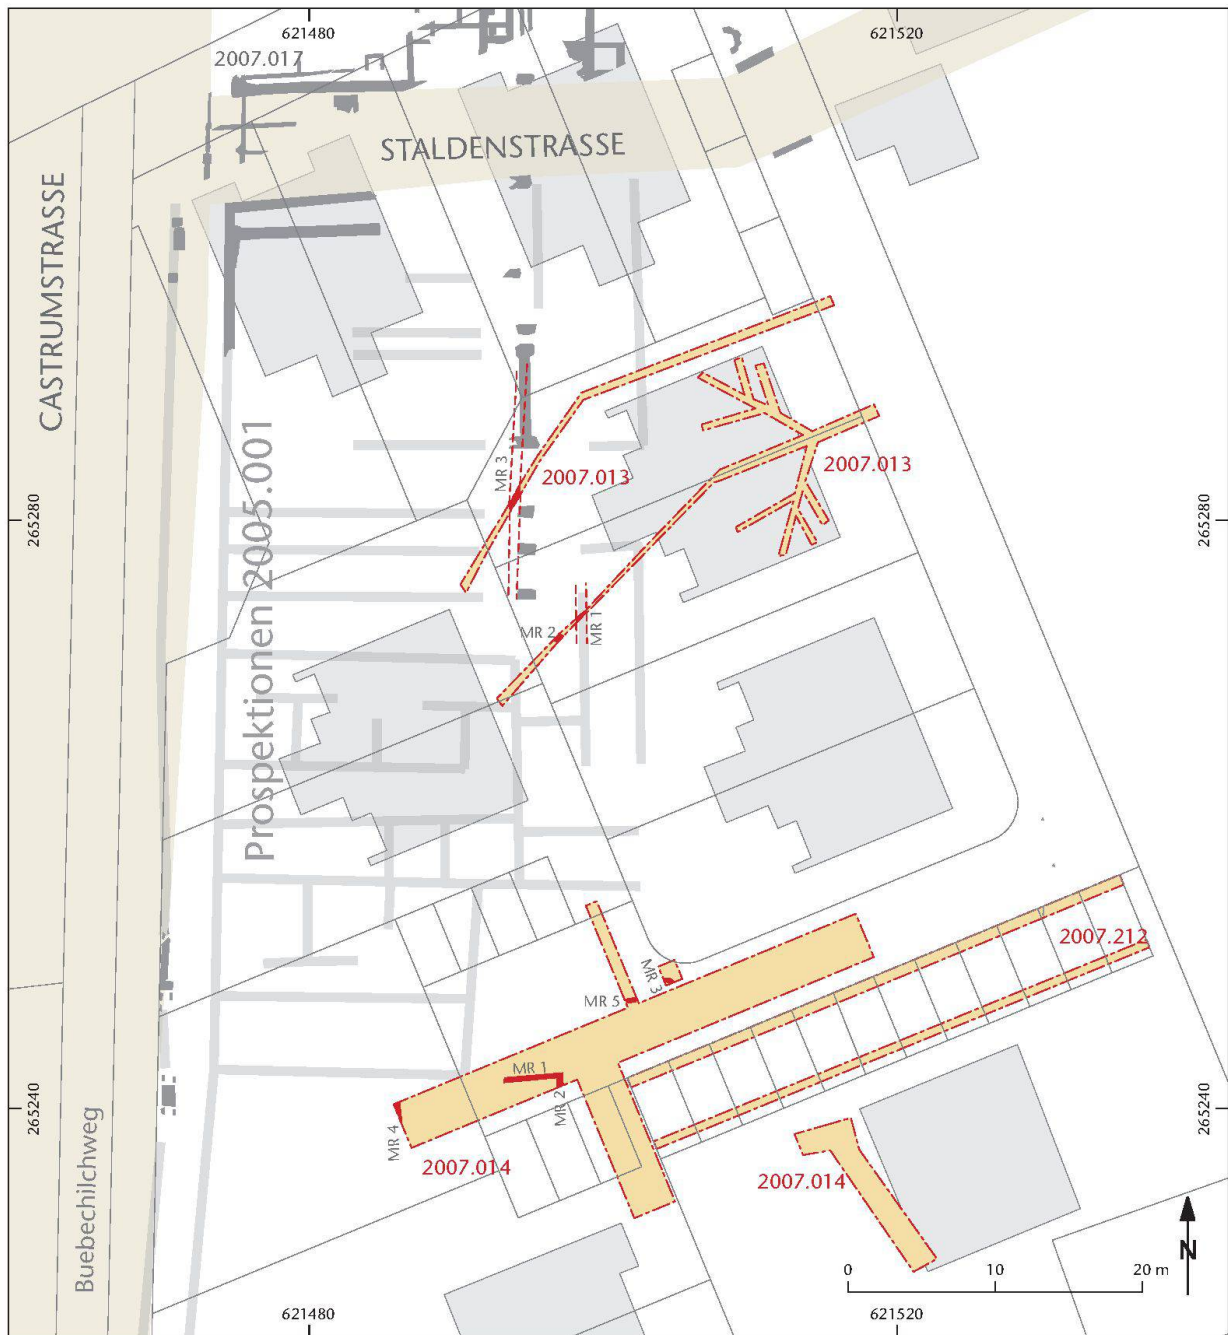 621480
621520
2007.017
STALDENSTRASSE
CASTRUMSTRASSE
MR 3
2007.013
2007.013
265280
265280
Prospektionen 2005.001
MR 2
MR 1
2007.212
MR 3
MR 5
MR 1
MR 2
MR 4
265240
265240
2007.014
2007.014
Buebechilchweg
N
0 10 20 m
621480
621520